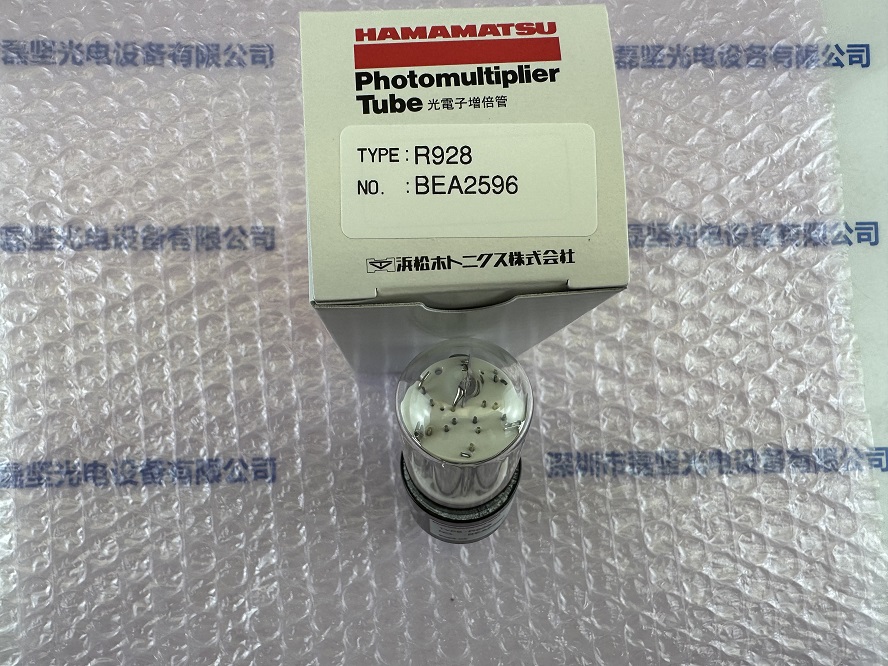 HAMAMATSU
Photomultiplier
Tube 光電子増倍管
TYPE : R928
NO. : BEA2596
浜松ホトニクス株式会社
磊坚光电设备有限公司
磊坚光电设备有限公司
磊坚光电设备有限公司
磊坚光电设备有限公司
磊坚光电设备有限公司
深圳市磊坚光电设备有限公司